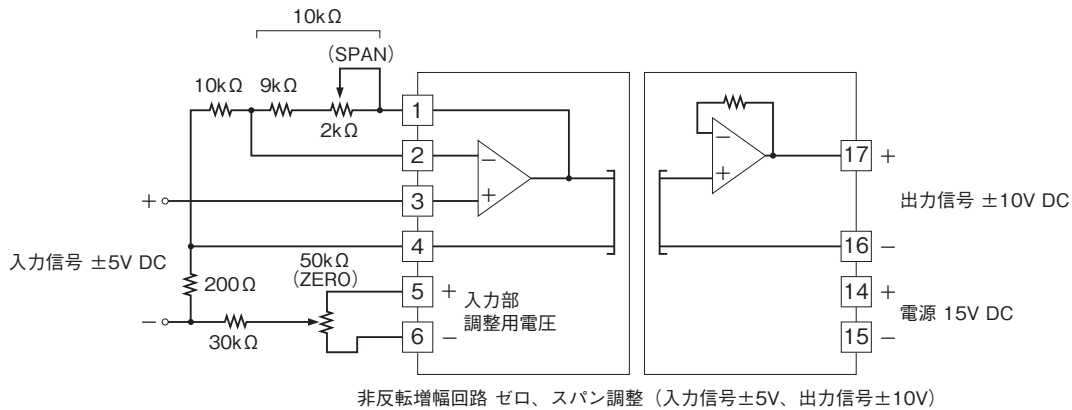 10kΩ
(SPAN)
10kΩ 9kΩ
2kΩ
1
2
−
3
+
+
4
入力信号 ±5V DC
200Ω
50kΩ
(ZERO)
5 +
入力部
調整用電圧
6 −
−
30kΩ
−
+
17 +
出力信号 ±10V DC
16 −
14 +
電源 15V DC
15 −
非反転増幅回路 ゼロ、スパン調整（入力信号±5V、出力信号±10V）